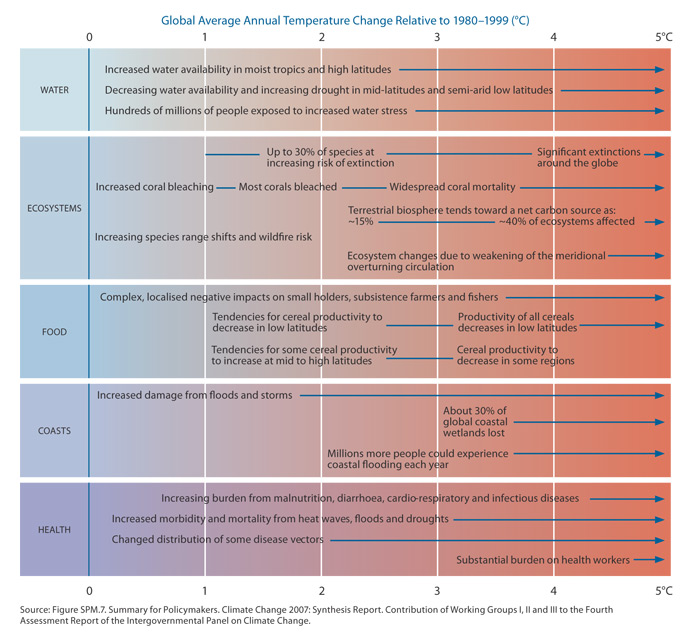 Global Average Annual Temperature Change Relative to 1980–1999 (°C)
0 1 2 3 4 5°C
WATER
Increased water availability in moist tropics and high latitudes
Decreasing water availability and increasing drought in mid-latitudes and semi-arid low latitudes
Hundreds of millions of people exposed to increased water stress
ECOSYSTEMS
Up to 30% of species at
increasing risk of extinction
Significant extinctions
around the globe
Increased coral bleaching
Most corals bleached
Widespread coral mortality
Terrestrial biosphere tends toward a net carbon source as:
~15%
~40% of ecosystems affected
Increasing species range shifts and wildfire risk
Ecosystem changes due to weakening of the meridional
overturning circulation
FOOD
Complex, localised negative impacts on small holders, subsistence farmers and fishers
Tendencies for cereal productivity to
decrease in low latitudes
Productivity of all cereals
decreases in low latitudes
Tendencies for some cereal productivity
to increase at mid to high latitudes
Cereal productivity to
decrease in some regions
COASTS
Increased damage from floods and storms
About 30% of
global coastal
wetlands lost
Millions more people could experience
coastal flooding each year
HEALTH
Increasing burden from malnutrition, diarrhoea, cardio-respiratory and infectious diseases
Increased morbidity and mortality from heat waves, floods and droughts
Changed distribution of some disease vectors
Substantial burden on health workers
0 1 2 3 4 5°C
Source: Figure SPM.7. Summary for Policymakers. Climate Change 2007: Synthesis Report. Contribution of Working Groups I, II and III to the Fourth
Assessment Report of the Intergovernmental Panel on Climate Change.